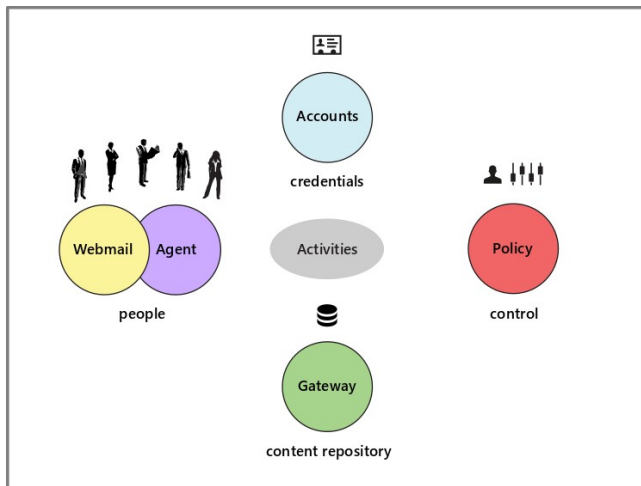 Accounts
credentials
Webmail
Agent
Activities
Policy
people
control
Gateway
content repository